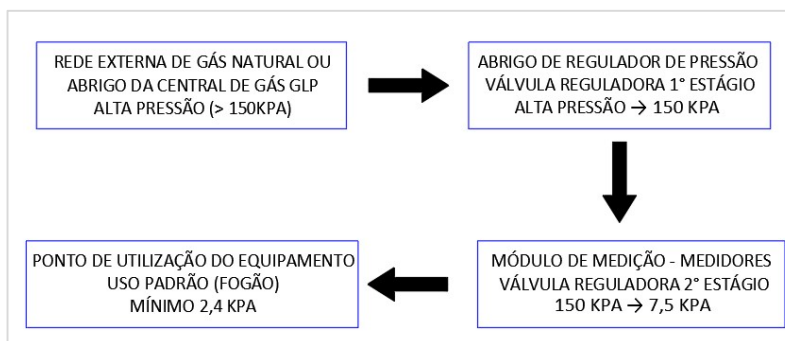 REDE EXTERNA DE GÁS NATURAL OU
ABRIGO DA CENTRAL DE GÁS GLP
ALTA PRESSÃO (> 150KPA)
ABRIGO DE REGULADOR DE PRESSÃO
VÁLVULA REGULADORA 1° ESTÁGIO
ALTA PRESSÃO → 150 KPA
MÓDULO DE MEDIÇÃO - MEDIDORES
VÁLVULA REGULADORA 2° ESTÁGIO
150 KPA → 7,5 KPA
PONTO DE UTILIZAÇÃO DO EQUIPAMENTO
USO PADRÃO (FOGÃO)
MÍNIMO 2,4 KPA